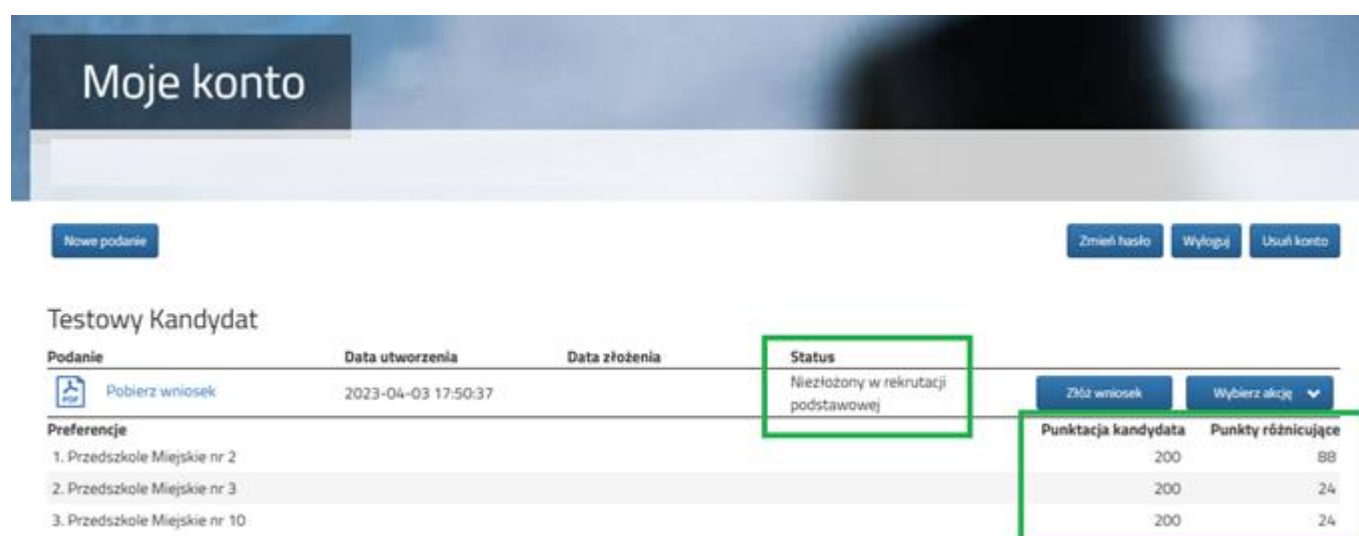 Moje konto
Nowe podanie Zmień hasło Wyloguj Usuń konto
Testowy Kandydat
Podanie Data utworzenia Data złożenia Status
PDF Pobierz wniosek 2023-04-03 17:50:37 Niezłożony w rekrutacji podstawowej Złóż wniosek Wybierz akcję
Preferencje Punktacja kandydata Punkty różnicujące
1. Przedszkole Miejskie nr 2 200 88
2. Przedszkole Miejskie nr 3 200 24
3. Przedszkole Miejskie nr 10 200 24